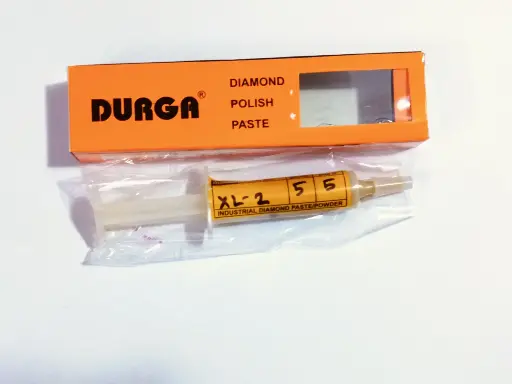 DURGA®
DIAMOND
POLISH
PASTE
XL-2 5 5
INDUSTRIAL DIAMOND PASTE/POWDER